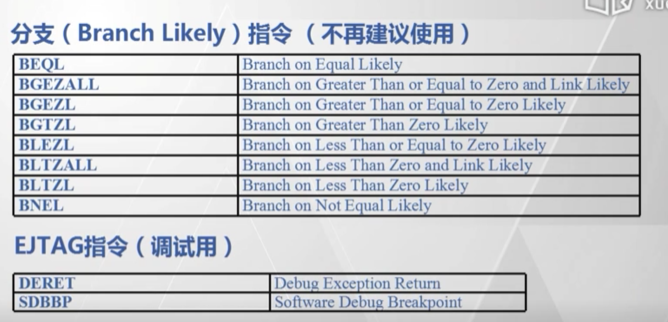 分支（Branch Likely）指令 （不再建议使用）
BEQL Branch on Equal Likely
BGEZALL Branch on Greater Than or Equal to Zero and Link Likely
BGEZL Branch on Greater Than or Equal to Zero Likely
BGTZL Branch on Greater Than Zero Likely
BLEZL Branch on Less Than or Equal to Zero Likely
BLTZALL Branch on Less Than Zero and Link Likely
BLTZL Branch on Less Than Zero Likely
BNEL Branch on Not Equal Likely
EJTAG指令（调试用）
DERET Debug Exception Return
SDBBP Software Debug Breakpoint